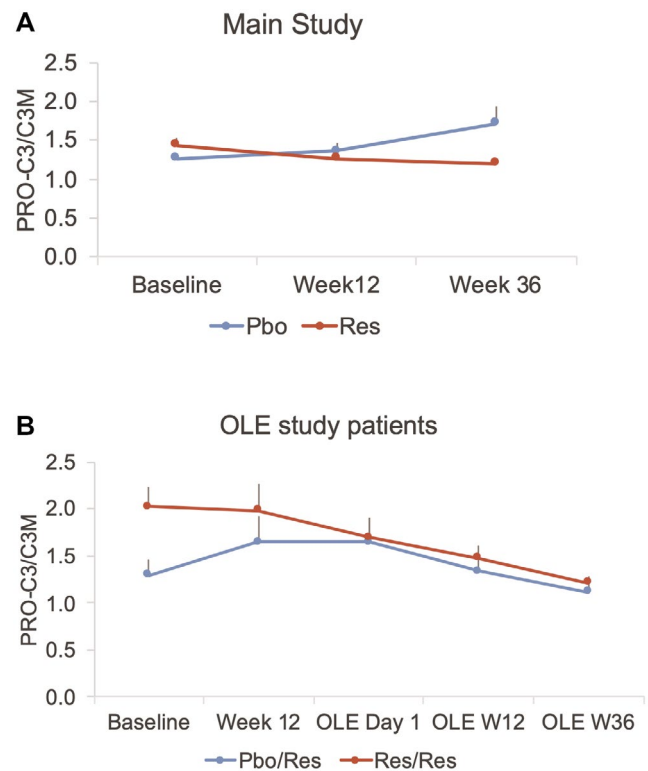 A
Main Study
PRO-C3/C3M
2.5
2.0
1.5
1.0
0.5
0.0
Baseline Week12 Week 36
Pbo Res
B
OLE study patients
PRO-C3/C3M
2.5
2.0
1.5
1.0
0.5
0.0
Baseline Week 12 OLE Day 1 OLE W12 OLE W36
Pbo/Res Res/Res